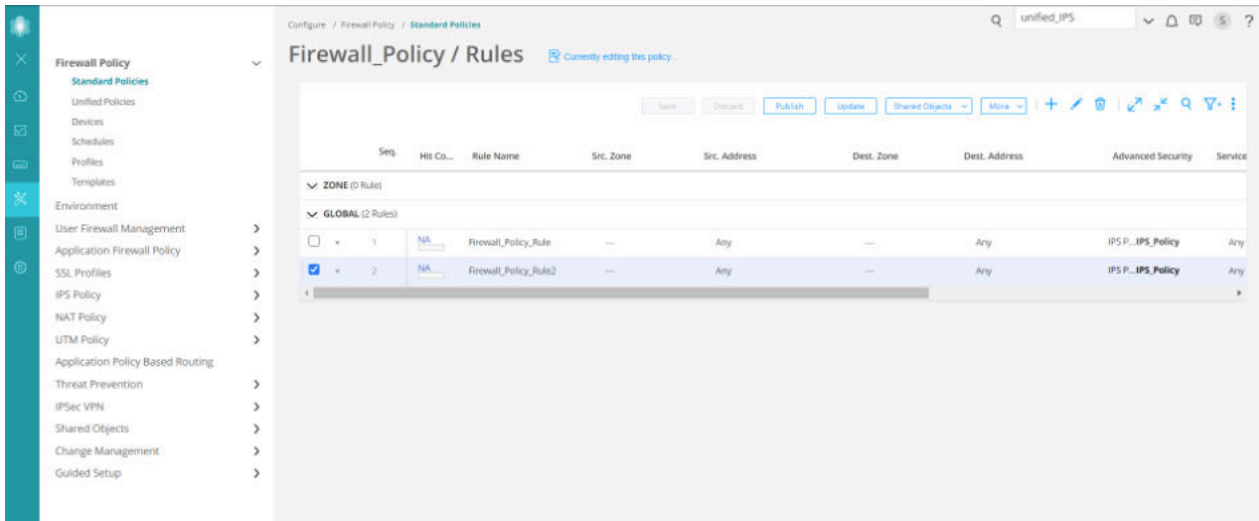 Configure / Firewall Policy / Standard Policies
unified_IPS
S ?
Firewall_Policy / Rules
Currently editing this policy...
Firewall Policy
Standard Policies
Unified Policies
Devices
Schedules
Profiles
Templates
Environment
User Firewall Management
Application Firewall Policy
SSL Profiles
IPS Policy
NAT Policy
UTM Policy
Application Policy Based Routing
Threat Prevention
IPSec VPN
Shared Objects
Change Management
Guided Setup
Save Discard Publish Update Shared Objects More
Seq. Hit Co... Rule Name Src. Zone Src. Address Dest. Zone Dest. Address Advanced Security Service
ZONE (0 Rule)
GLOBAL (2 Rules)
1 NA Firewall_Policy_Rule — Any — Any IPS P...IPS_Policy Any
2 NA Firewall_Policy_Rule2 — Any — Any IPS P...IPS_Policy Any